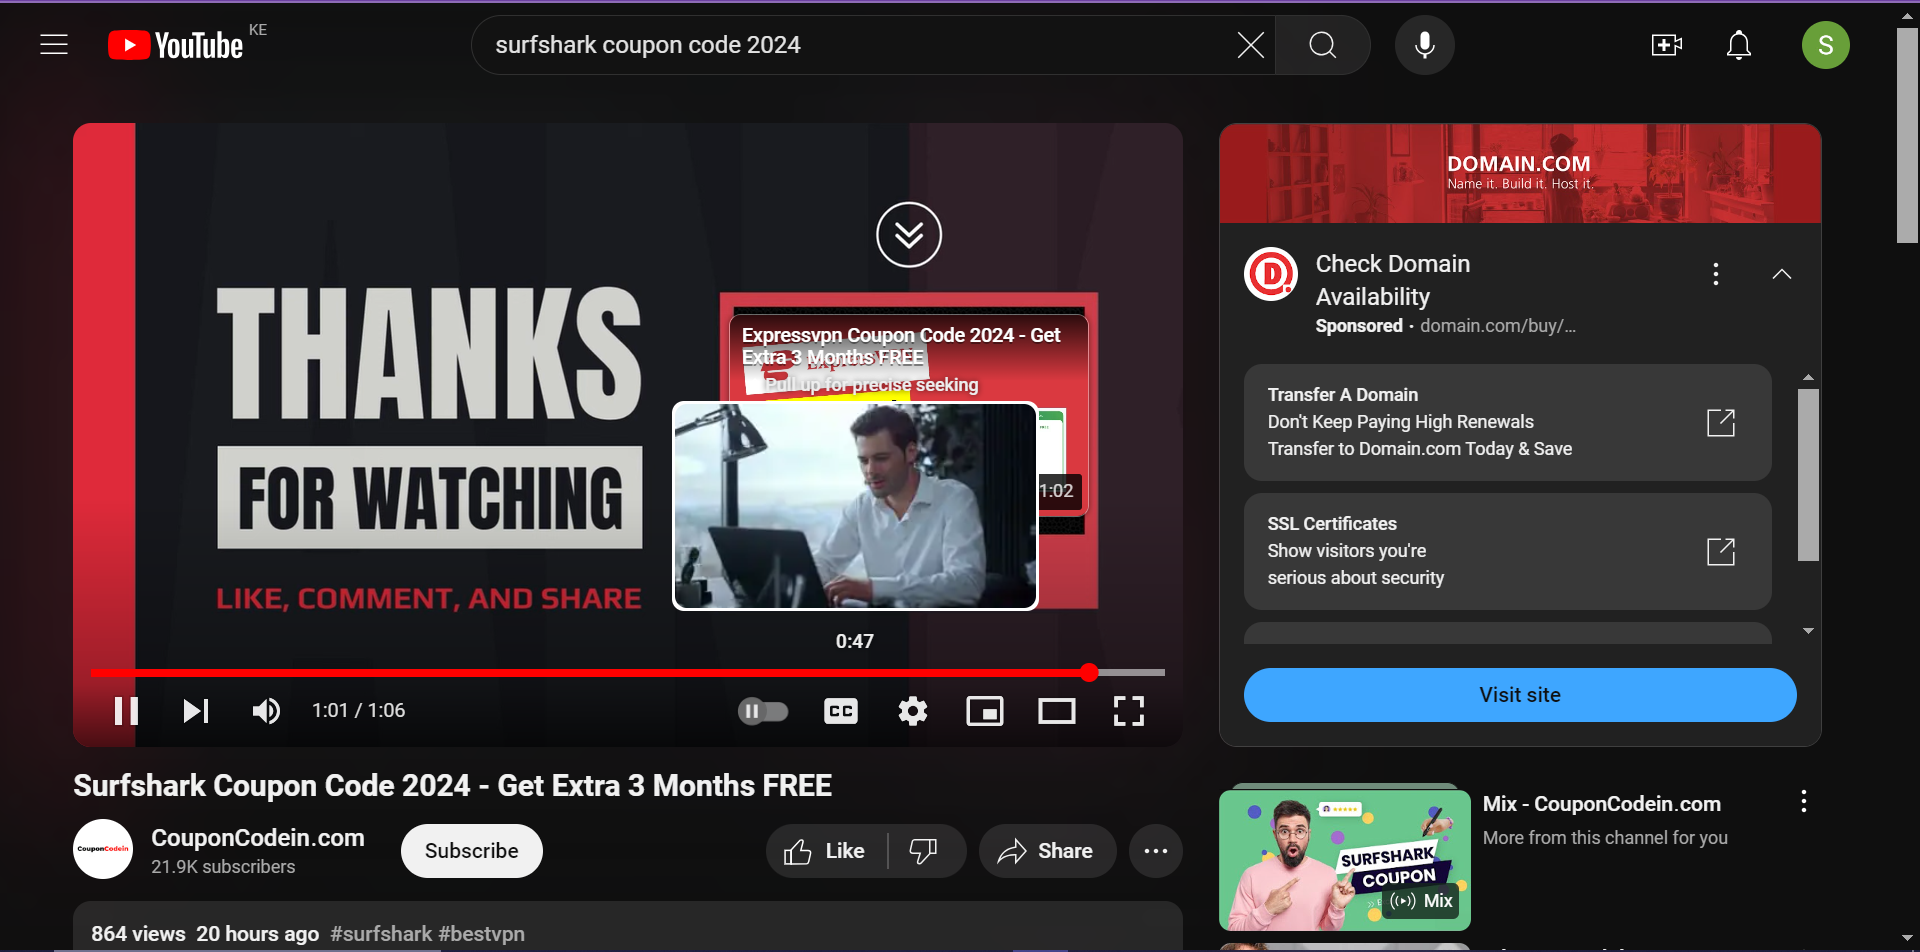 YouTube KE
surfshark coupon code 2024
S
THANKS
FOR WATCHING
LIKE, COMMENT, AND SHARE
Expressvpn Coupon Code 2024 - Get
Extra 3 Months FREE
Pull up for precise seeking
1:02
0:47
1:01 / 1:06
CC
Surfshark Coupon Code 2024 - Get Extra 3 Months FREE
CouponCodein
CouponCodein.com
21.9K subscribers
Subscribe
Like
Share
864 views 20 hours ago #surfshark #bestvpn
DOMAIN.COM
Name it. Build it. Host it.
D
Check Domain
Availability
Sponsored · domain.com/buy/...
Transfer A Domain
Don't Keep Paying High Renewals
Transfer to Domain.com Today & Save
SSL Certificates
Show visitors you're
serious about security
Visit site
SURFSHARK
COUPON
Mix
Mix - CouponCodein.com
More from this channel for you